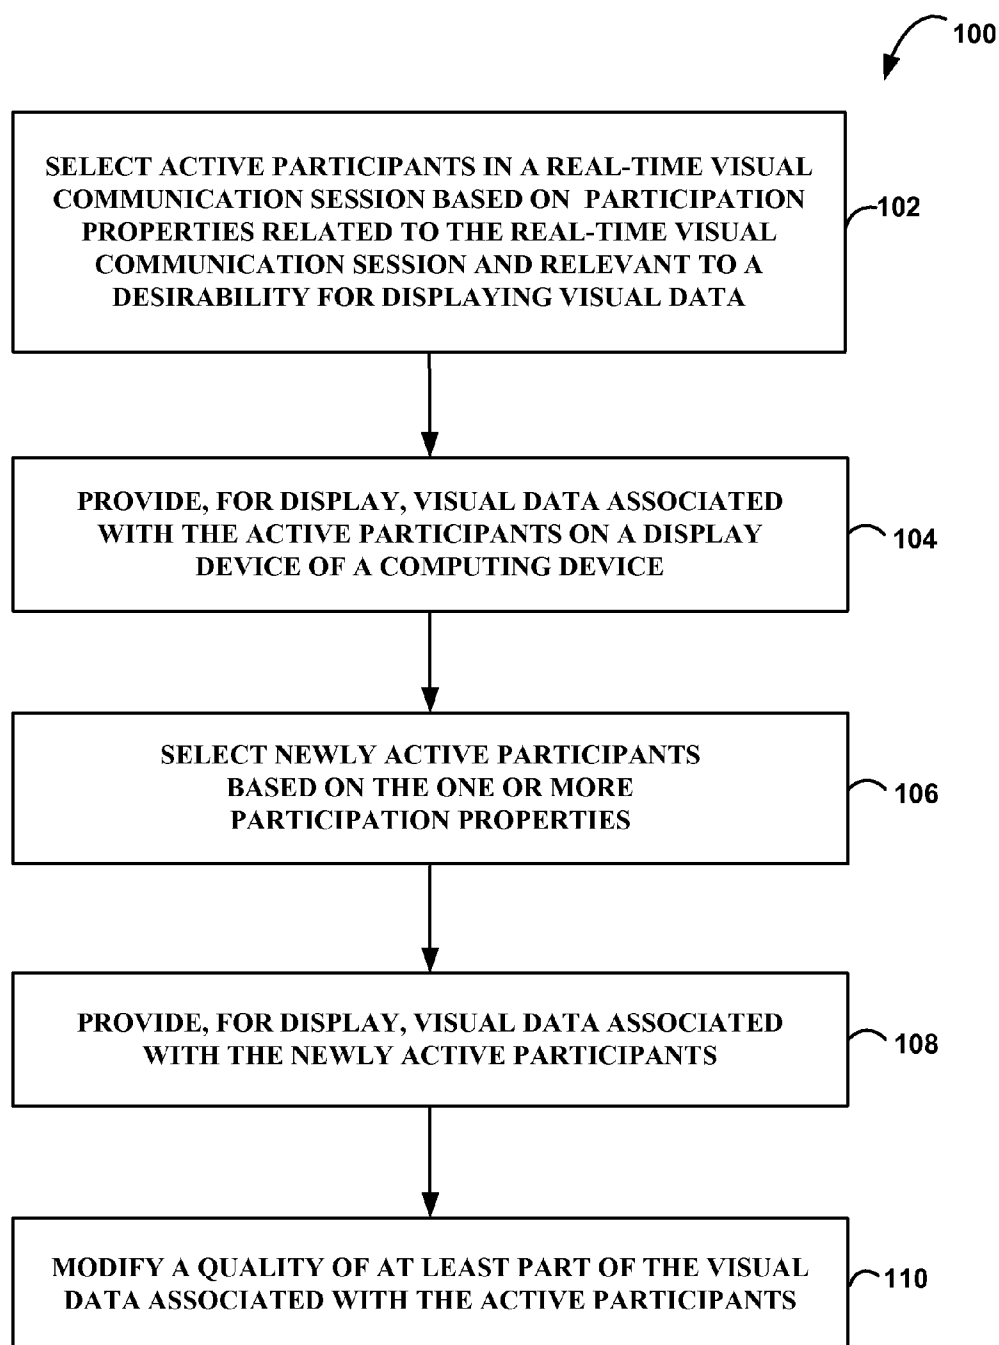 100
SELECT ACTIVE PARTICIPANTS IN A REAL-TIME VISUAL
COMMUNICATION SESSION BASED ON PARTICIPATION
PROPERTIES RELATED TO THE REAL-TIME VISUAL
COMMUNICATION SESSION AND RELEVANT TO A
DESIRABILITY FOR DISPLAYING VISUAL DATA
102
PROVIDE, FOR DISPLAY, VISUAL DATA ASSOCIATED
WITH THE ACTIVE PARTICIPANTS ON A DISPLAY
DEVICE OF A COMPUTING DEVICE
104
SELECT NEWLY ACTIVE PARTICIPANTS
BASED ON THE ONE OR MORE
PARTICIPATION PROPERTIES
106
PROVIDE, FOR DISPLAY, VISUAL DATA ASSOCIATED
WITH THE NEWLY ACTIVE PARTICIPANTS
108
MODIFY A QUALITY OF AT LEAST PART OF THE VISUAL
DATA ASSOCIATED WITH THE ACTIVE PARTICIPANTS
110